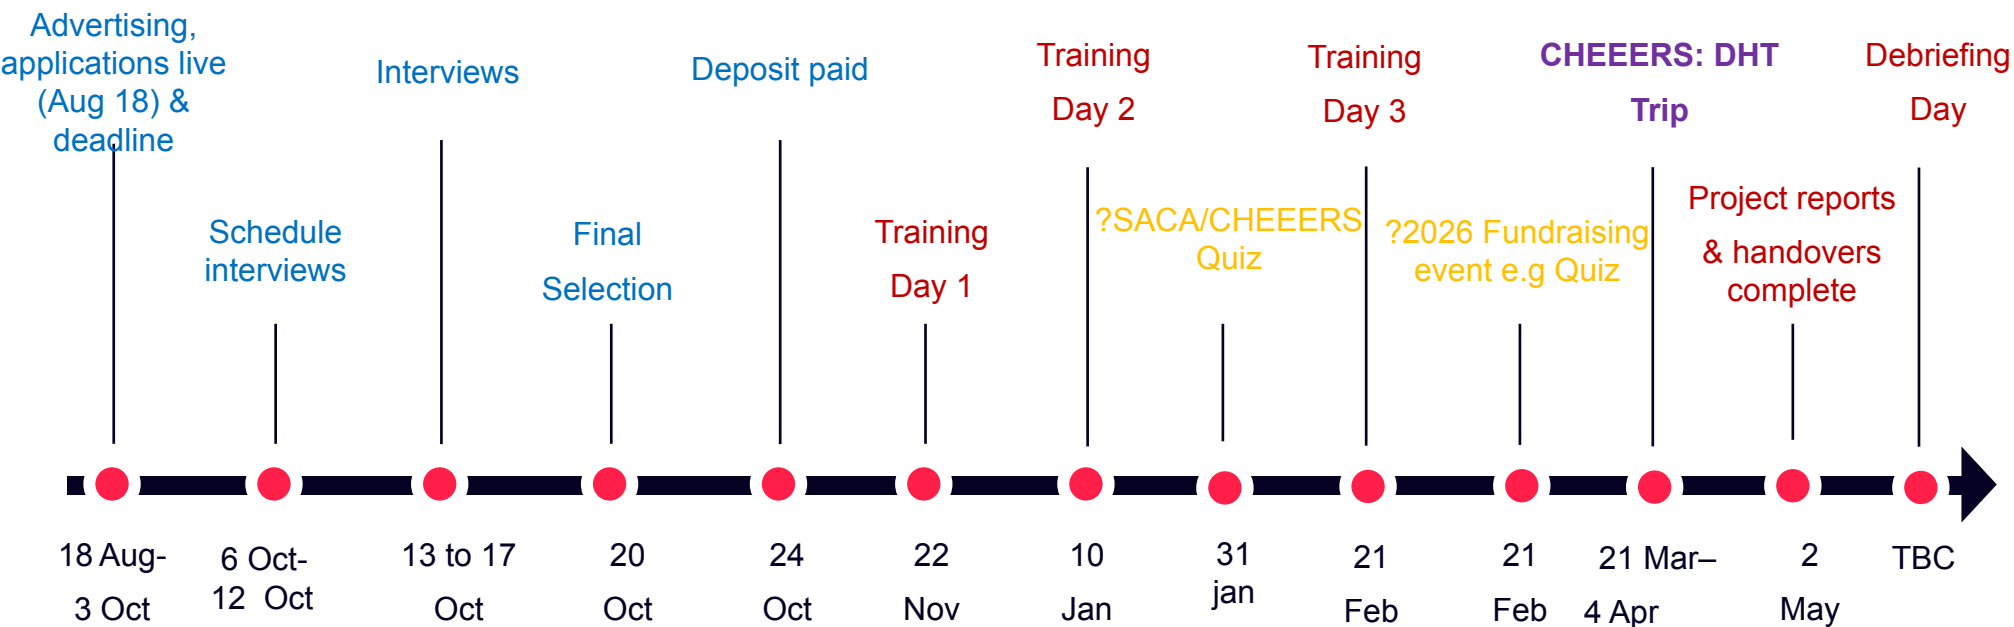 Advertising,
applications live
(Aug 18) &
deadline
Schedule
interviews
Interviews
Final
Selection
Deposit paid
Training
Day 1
Training
Day 2
?SACA/CHEEERS
Quiz
Training
Day 3
?2026 Fundraising
event e.g Quiz
CHEEERS: DHT
Trip
Project reports
& handovers
complete
Debriefing
Day
18 Aug-
3 Oct
6 Oct-
12 Oct
13 to 17
Oct
20
Oct
24
Oct
22
Nov
10
Jan
31
jan
21
Feb
21
Feb
21 Mar–
4 Apr
2
May
TBC